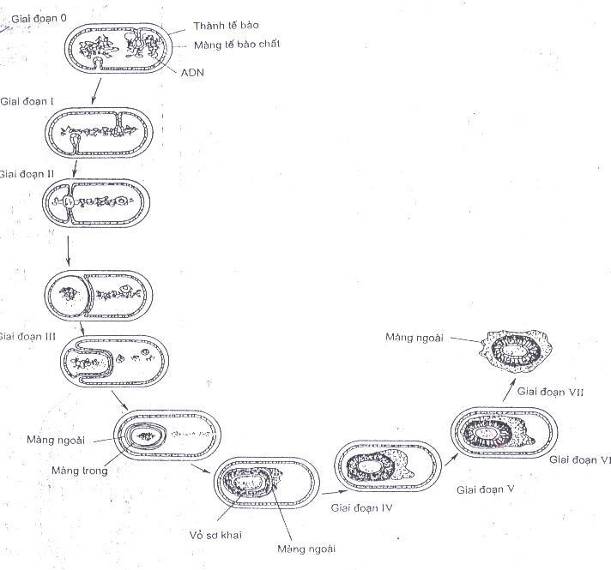 Giai đoạn 0
Thành tế bào
Màng tế bào chất
ADN
Giai đoạn I
Giai đoạn II
Giai đoạn III
Màng ngoài
Màng trong
Vỏ sơ khai
Màng ngoài
Giai đoạn IV
Giai đoạn V
Giai đoạn VI
Giai đoạn VII
Màng ngoài